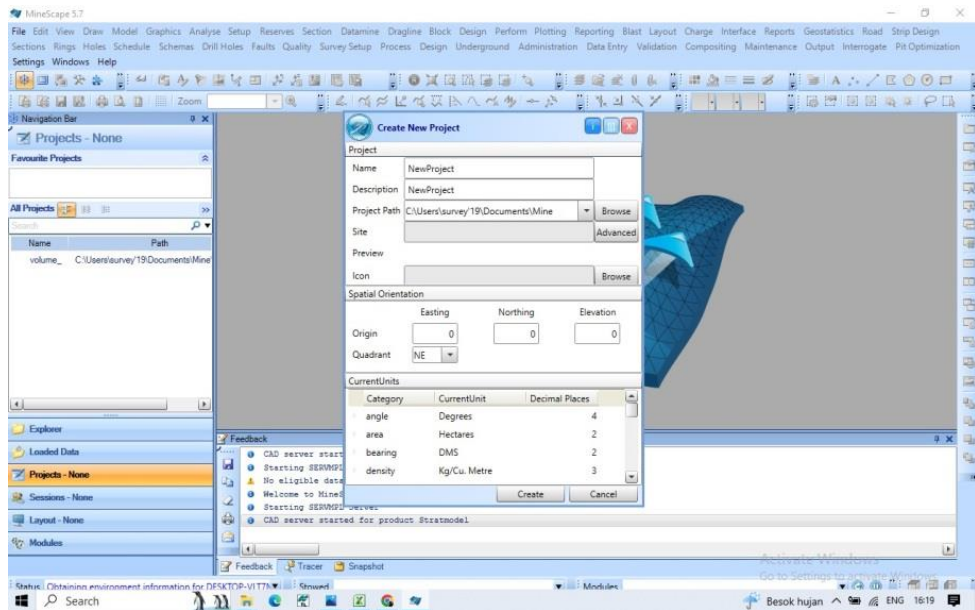 MineScape 5.7
File Edit View Draw Model Graphics Analyse Setup Reserves Section Datamine Dragline Block Design Perform Plotting Reporting Blast Layout Charge Interface Reports Geostatistics Road Strip Design
Sections Rings Holes Schedule Schemas Drill Holes Faults Quality Survey Setup Process Design Underground Administration Data Entry Validation Compositing Maintenance Output Interrogate Pit Optimization
Settings Windows Help
Zoom
Navigation Bar
Projects - None
Favourite Projects
All Projects
Search
Name Path
volume_ C:\Users\survey'19\Documents\Mine
Explorer
Loaded Data
Projects - None
Sessions - None
Layout - None
Modules
Create New Project
Project
Name NewProject
Description NewProject
Project Path C:\Users\survey'19\Documents\Mine Browse
Site Advanced
Preview
Icon Browse
Spatial Orientation
Easting Northing Elevation
Origin 0 0 0
Quadrant NE
CurrentUnits
Category CurrentUnit Decimal Places
angle Degrees 4
area Hectares 2
bearing DMS 2
density Kg/Cu. Metre 3
Create Cancel
Feedback
CAD server start
Starting
No eligible data
Welcome to
Starting
CAD server started for product Stratmodel
Feedback Tracer Snapshot
Activate Windows
Go to Settings to activate Windows.
Status Obtaining environment information for Stowed Modules
Search
Besok hujan ENG 16:19